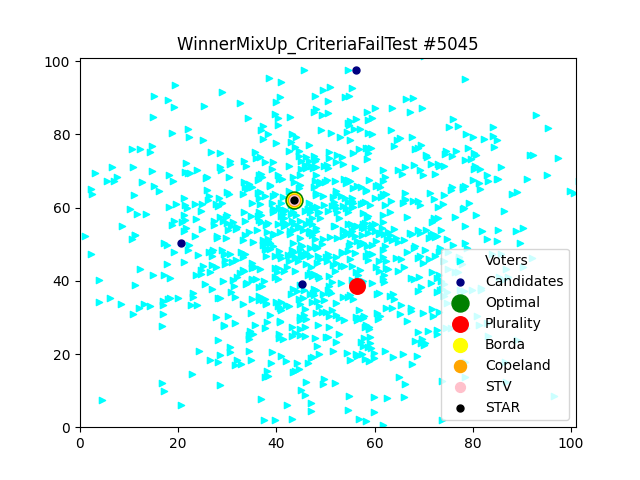 WinnerMixUp_CriteriaFailTest #5045
100
80
60
40
20
0
0 20 40 60 80 100
Voters
Candidates
Optimal
Plurality
Borda
Copeland
STV
STAR